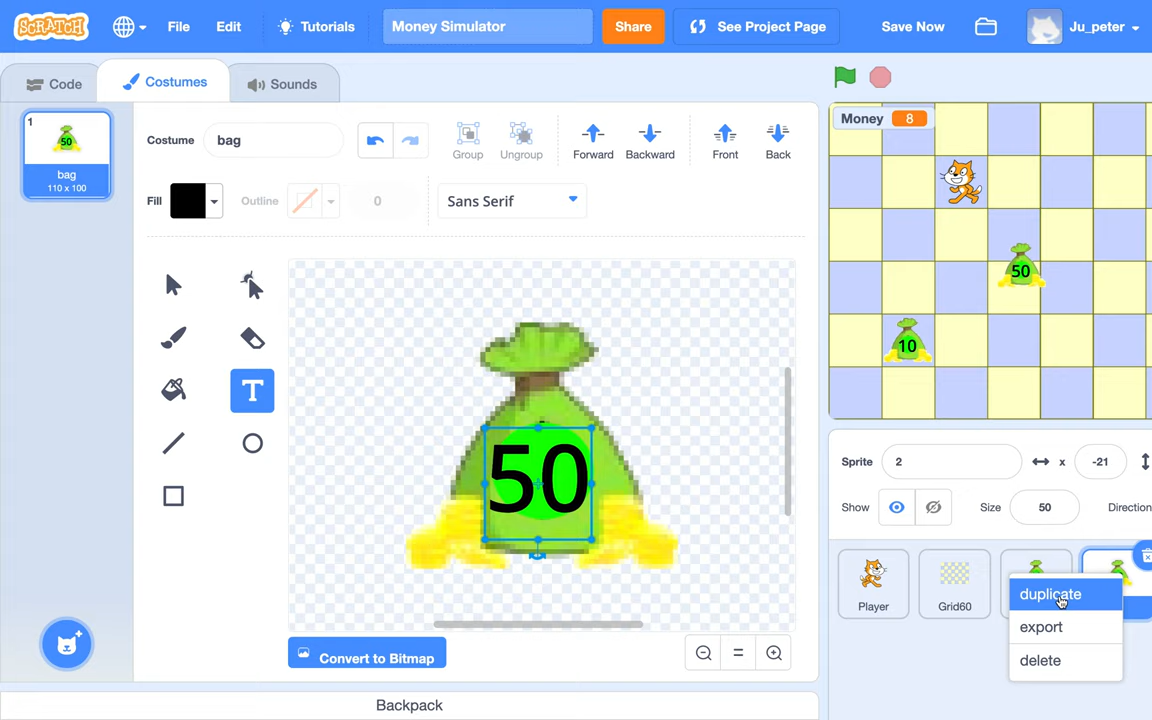 SCRATCH
File
Edit
Tutorials
Money Simulator
Share
See Project Page
Save Now
Ju_peter
Code
Costumes
Sounds
1
50
bag
110 x 100
Costume
bag
Group
Ungroup
Forward
Backward
Front
Back
Fill
Outline
0
Sans Serif
T
50
Convert to Bitmap
=
Backpack
Money 8
50
10
Sprite
2
x
-21
Show
Size
50
Direction
Player
Grid60
duplicate
export
delete